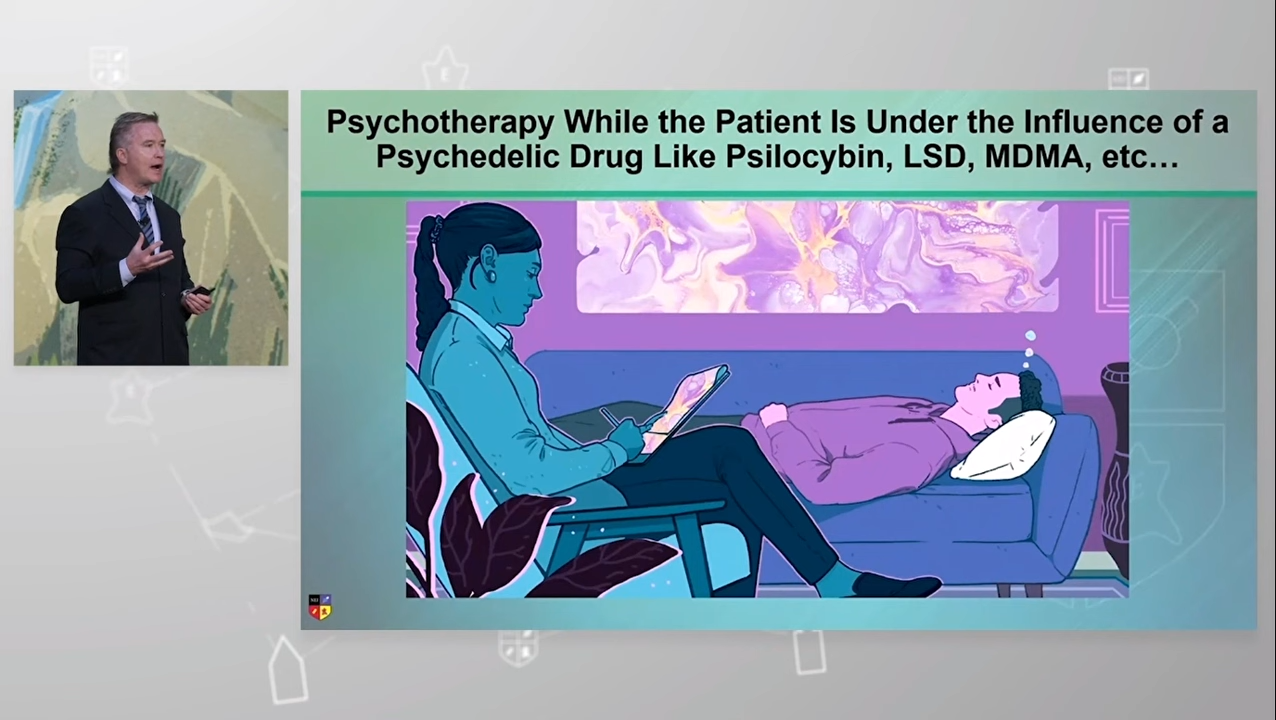 Psychotherapy While the Patient Is Under the Influence of a
Psychedelic Drug Like Psilocybin, LSD, MDMA, etc…